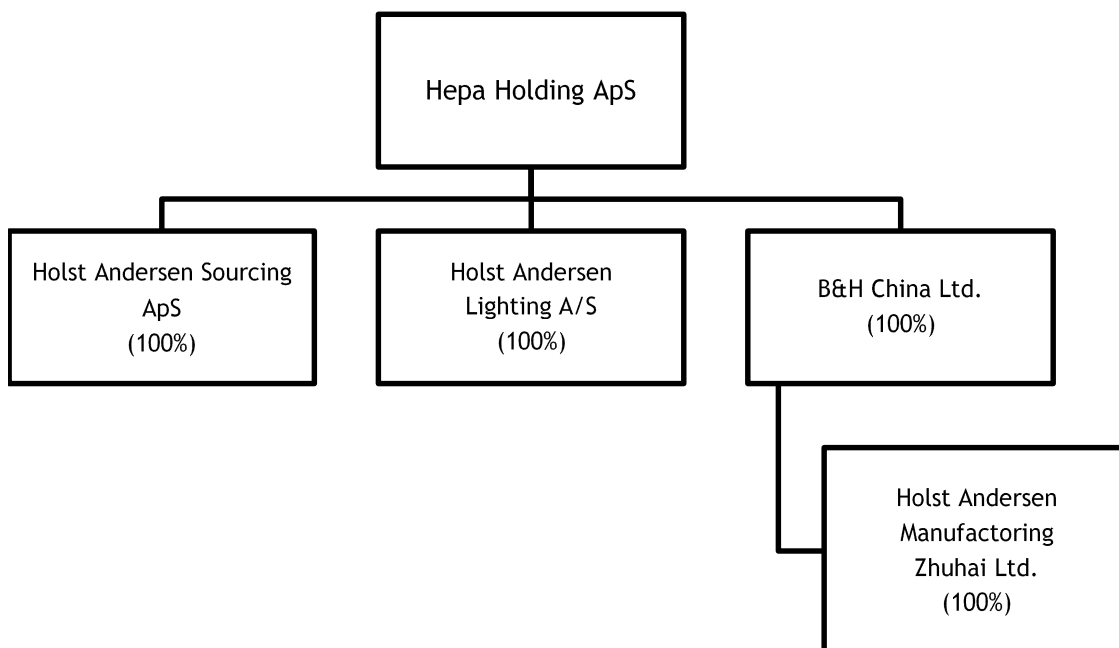 Hepa Holding ApS
Holst Andersen Sourcing
ApS
(100%)
Holst Andersen
Lighting A/S
(100%)
B&H China Ltd.
(100%)
Holst Andersen
Manufactoring
Zhuhai Ltd.
(100%)